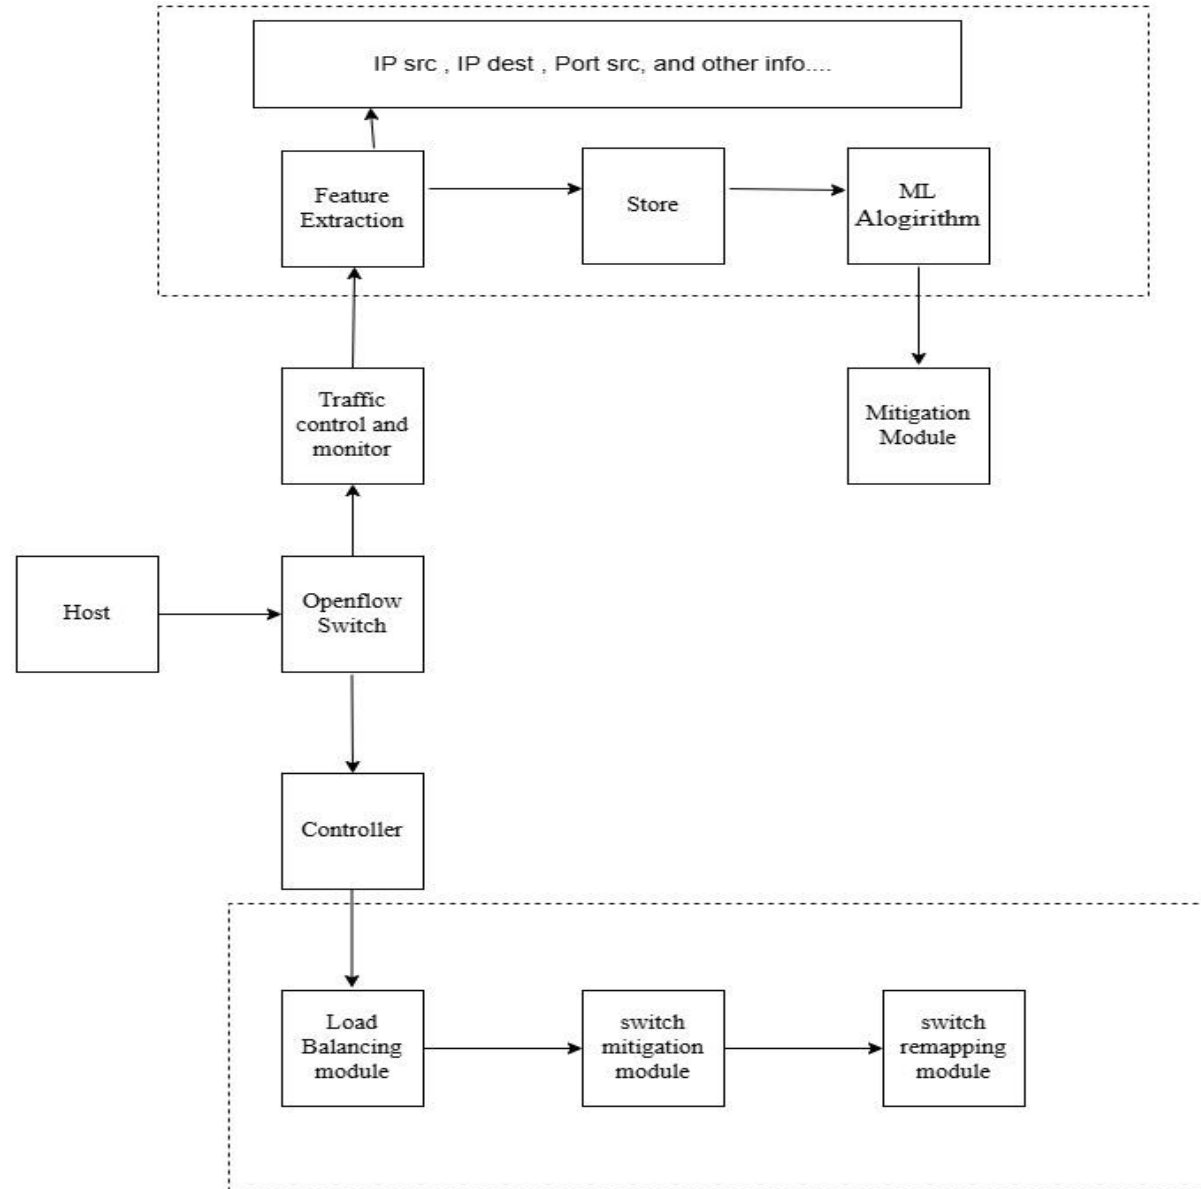 IP src , IP dest , Port src, and other info....
Feature
Extraction
Store
ML
Alogirithm
Traffic
control and
monitor
Mitigation
Module
Host
Openflow
Switch
Controller
Load
Balancing
module
switch
mitigation
module
switch
remapping
module